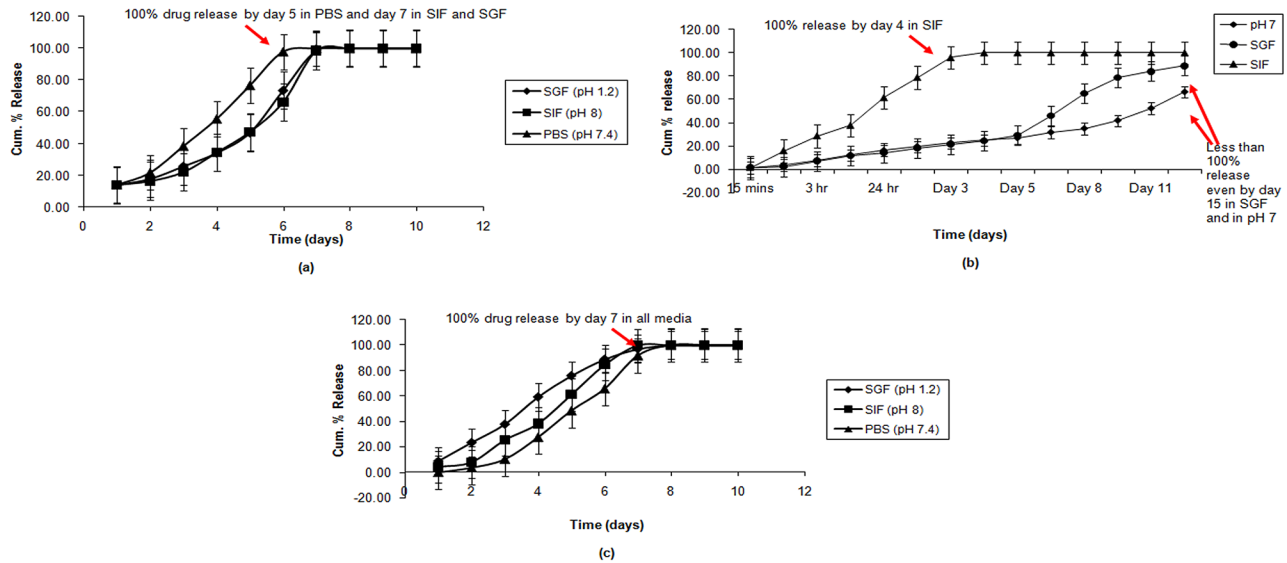 100% drug release by day 5 in PBS and day 7 in SIF and SGF
120.00
100.00
80.00
60.00
40.00
20.00
0.00
Cum. % Release
0 2 4 6 8 10 12
Time (days)
SGF (pH 1.2)
SIF (pH 8)
PBS (pH 7.4)
(a)
100% release by day 4 in SIF
120.00
100.00
80.00
60.00
40.00
20.00
0.00
-20.00
Cum % release
15 mins 3 hr 24 hr Day 3 Day 5 Day 8 Day 11
Time (days)
pH 7
SGF
SIF
Less than
100%
release
even by day
15 in SGF
and in pH 7
(b)
100% drug release by day 7 in all media
120.00
100.00
80.00
60.00
40.00
20.00
0.00
-20.00
Cum. % Release
0 2 4 6 8 10 12
Time (days)
SGF (pH 1.2)
SIF (pH 8)
PBS (pH 7.4)
(c)